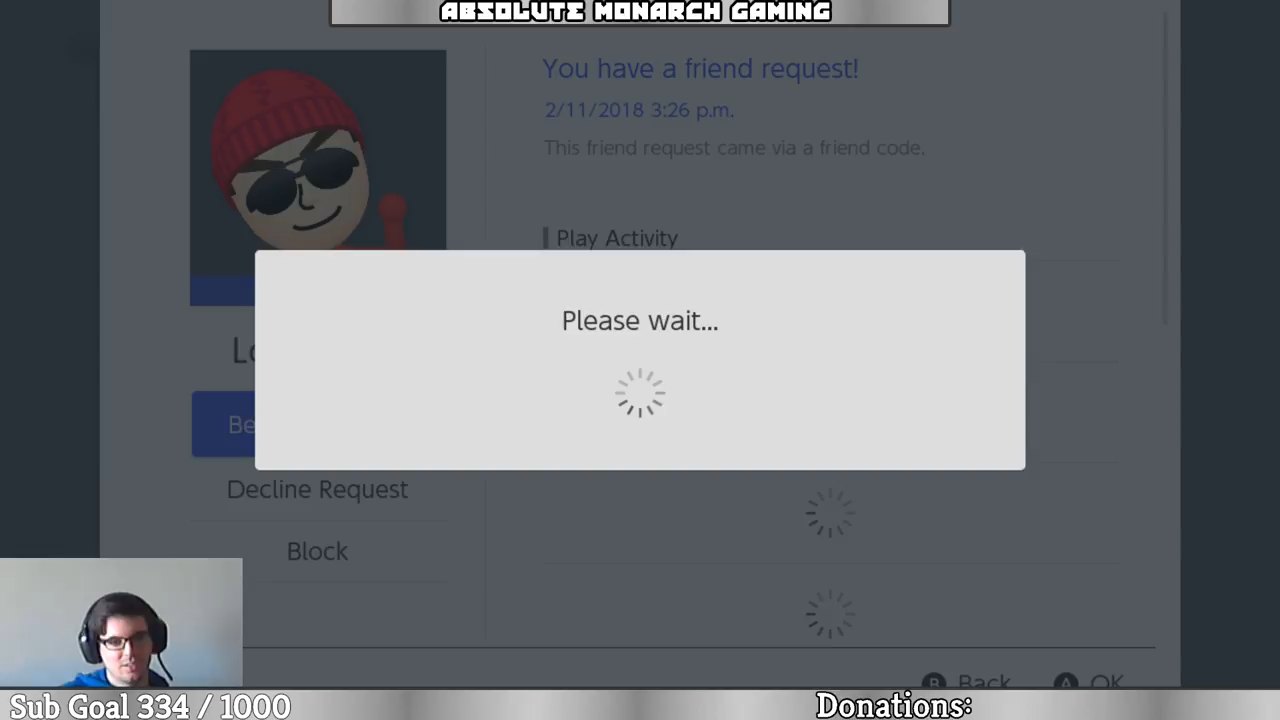 ABSOLUTE MONARCH GAMING
You have a friend request!
2/11/2018 3:26 p.m.
This friend request came via a friend code.
Play Activity
Please wait...
Decline Request
Block
B Back A OK
Sub Goal 334 / 1000
Donations: